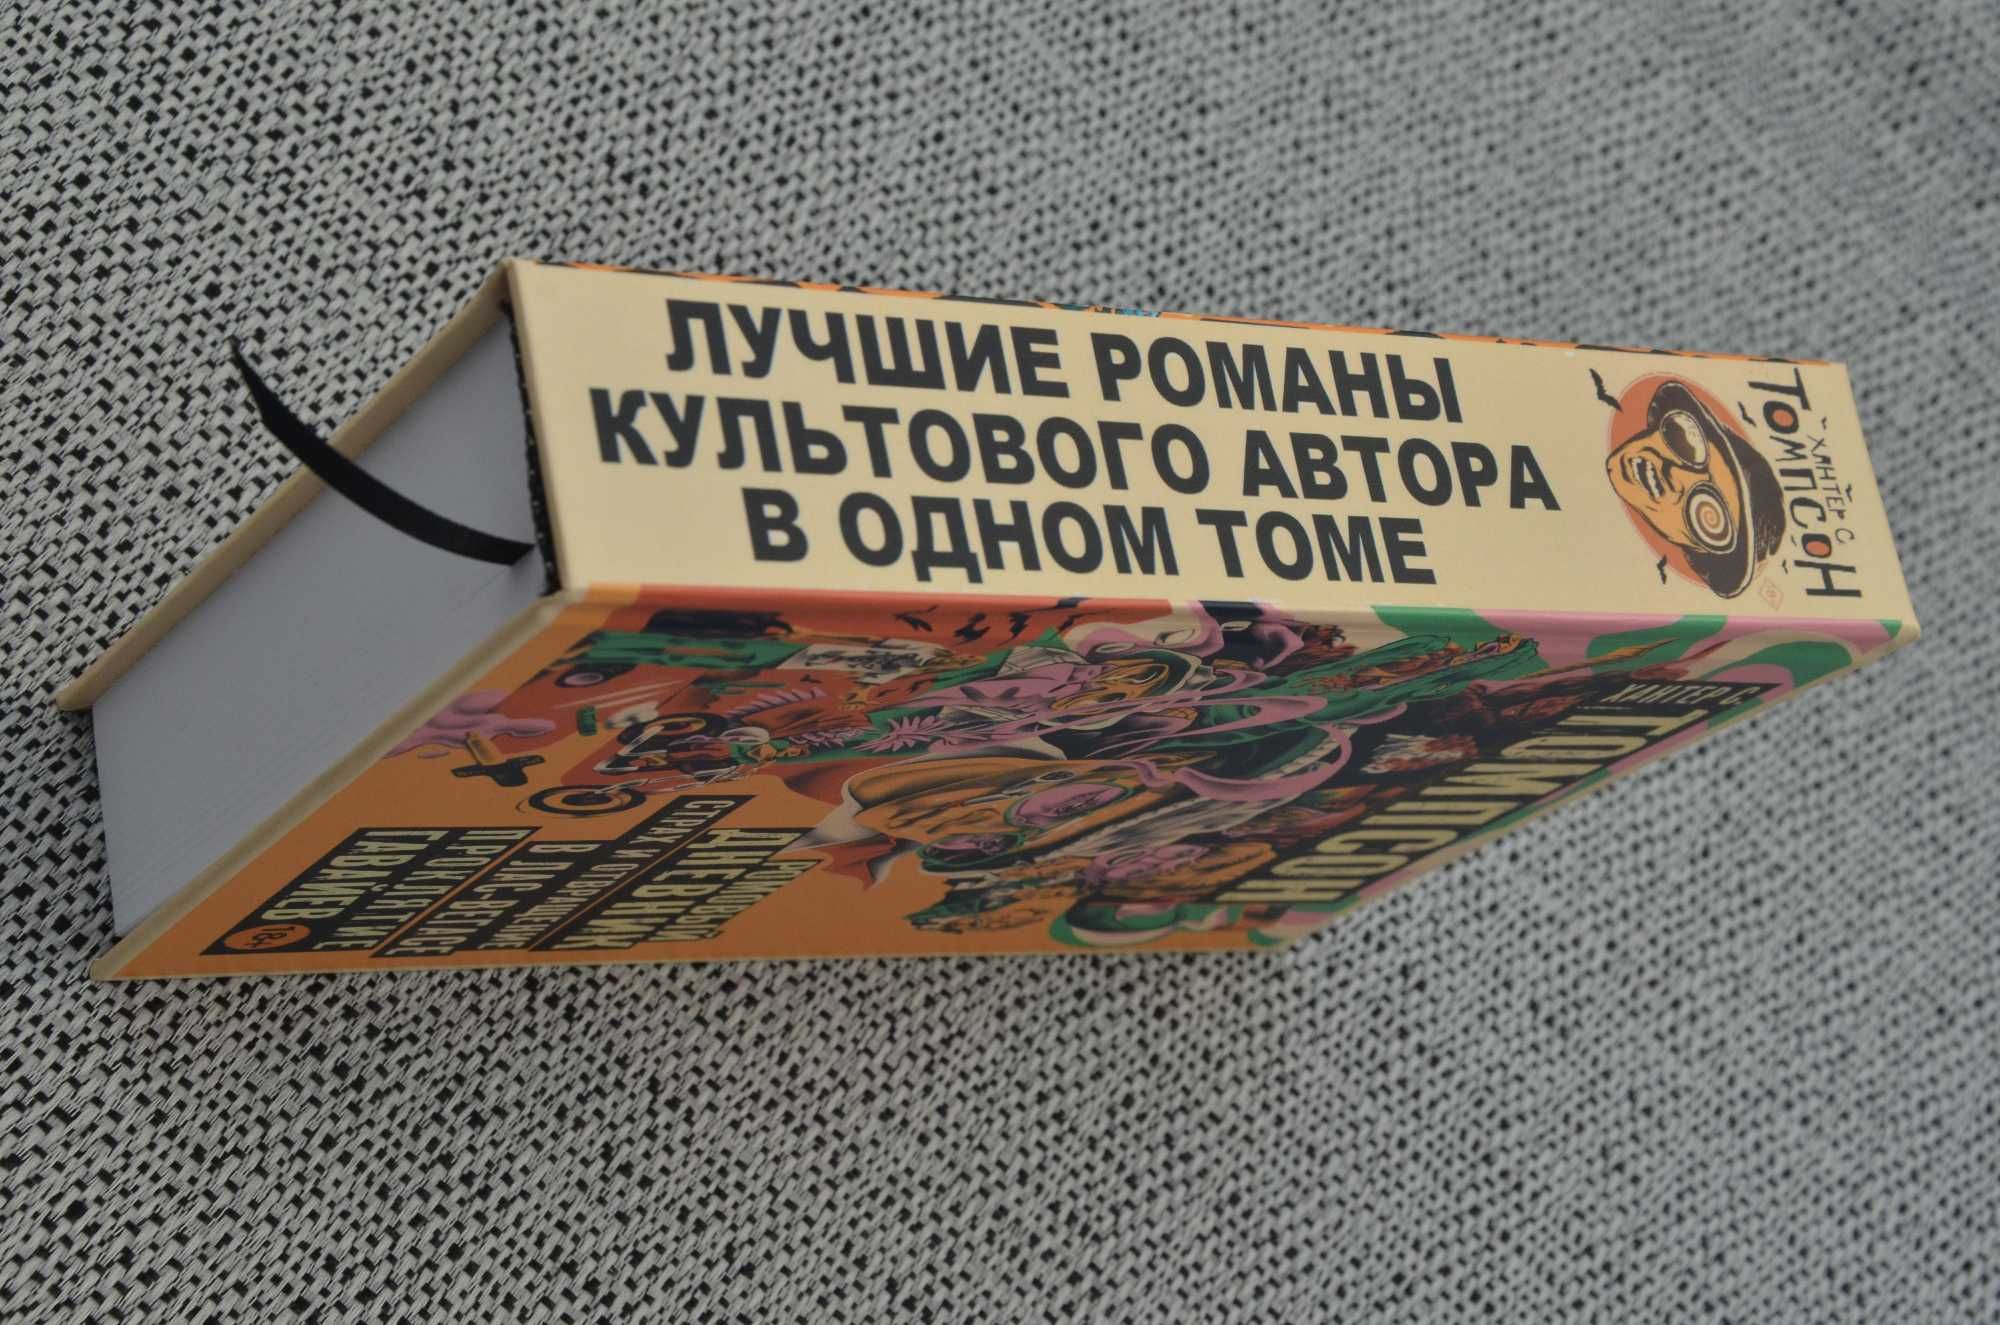 ЛУЧШИЕ РОМАНЫ
КУЛЬТОВОГО АВТОРА
В ОДНОМ ТОМЕ
ХАНТЕР С.
ТОМПСОН
ХАНТЕР С.
ТОМПСОН
РОМОВЫЙ
ДНЕВНИК
СТРАХ И ОТВРАЩЕНИЕ
В ЛАС-ВЕГАСЕ
ПРОКЛЯТИЕ
ГАВАЙЕВ
18+